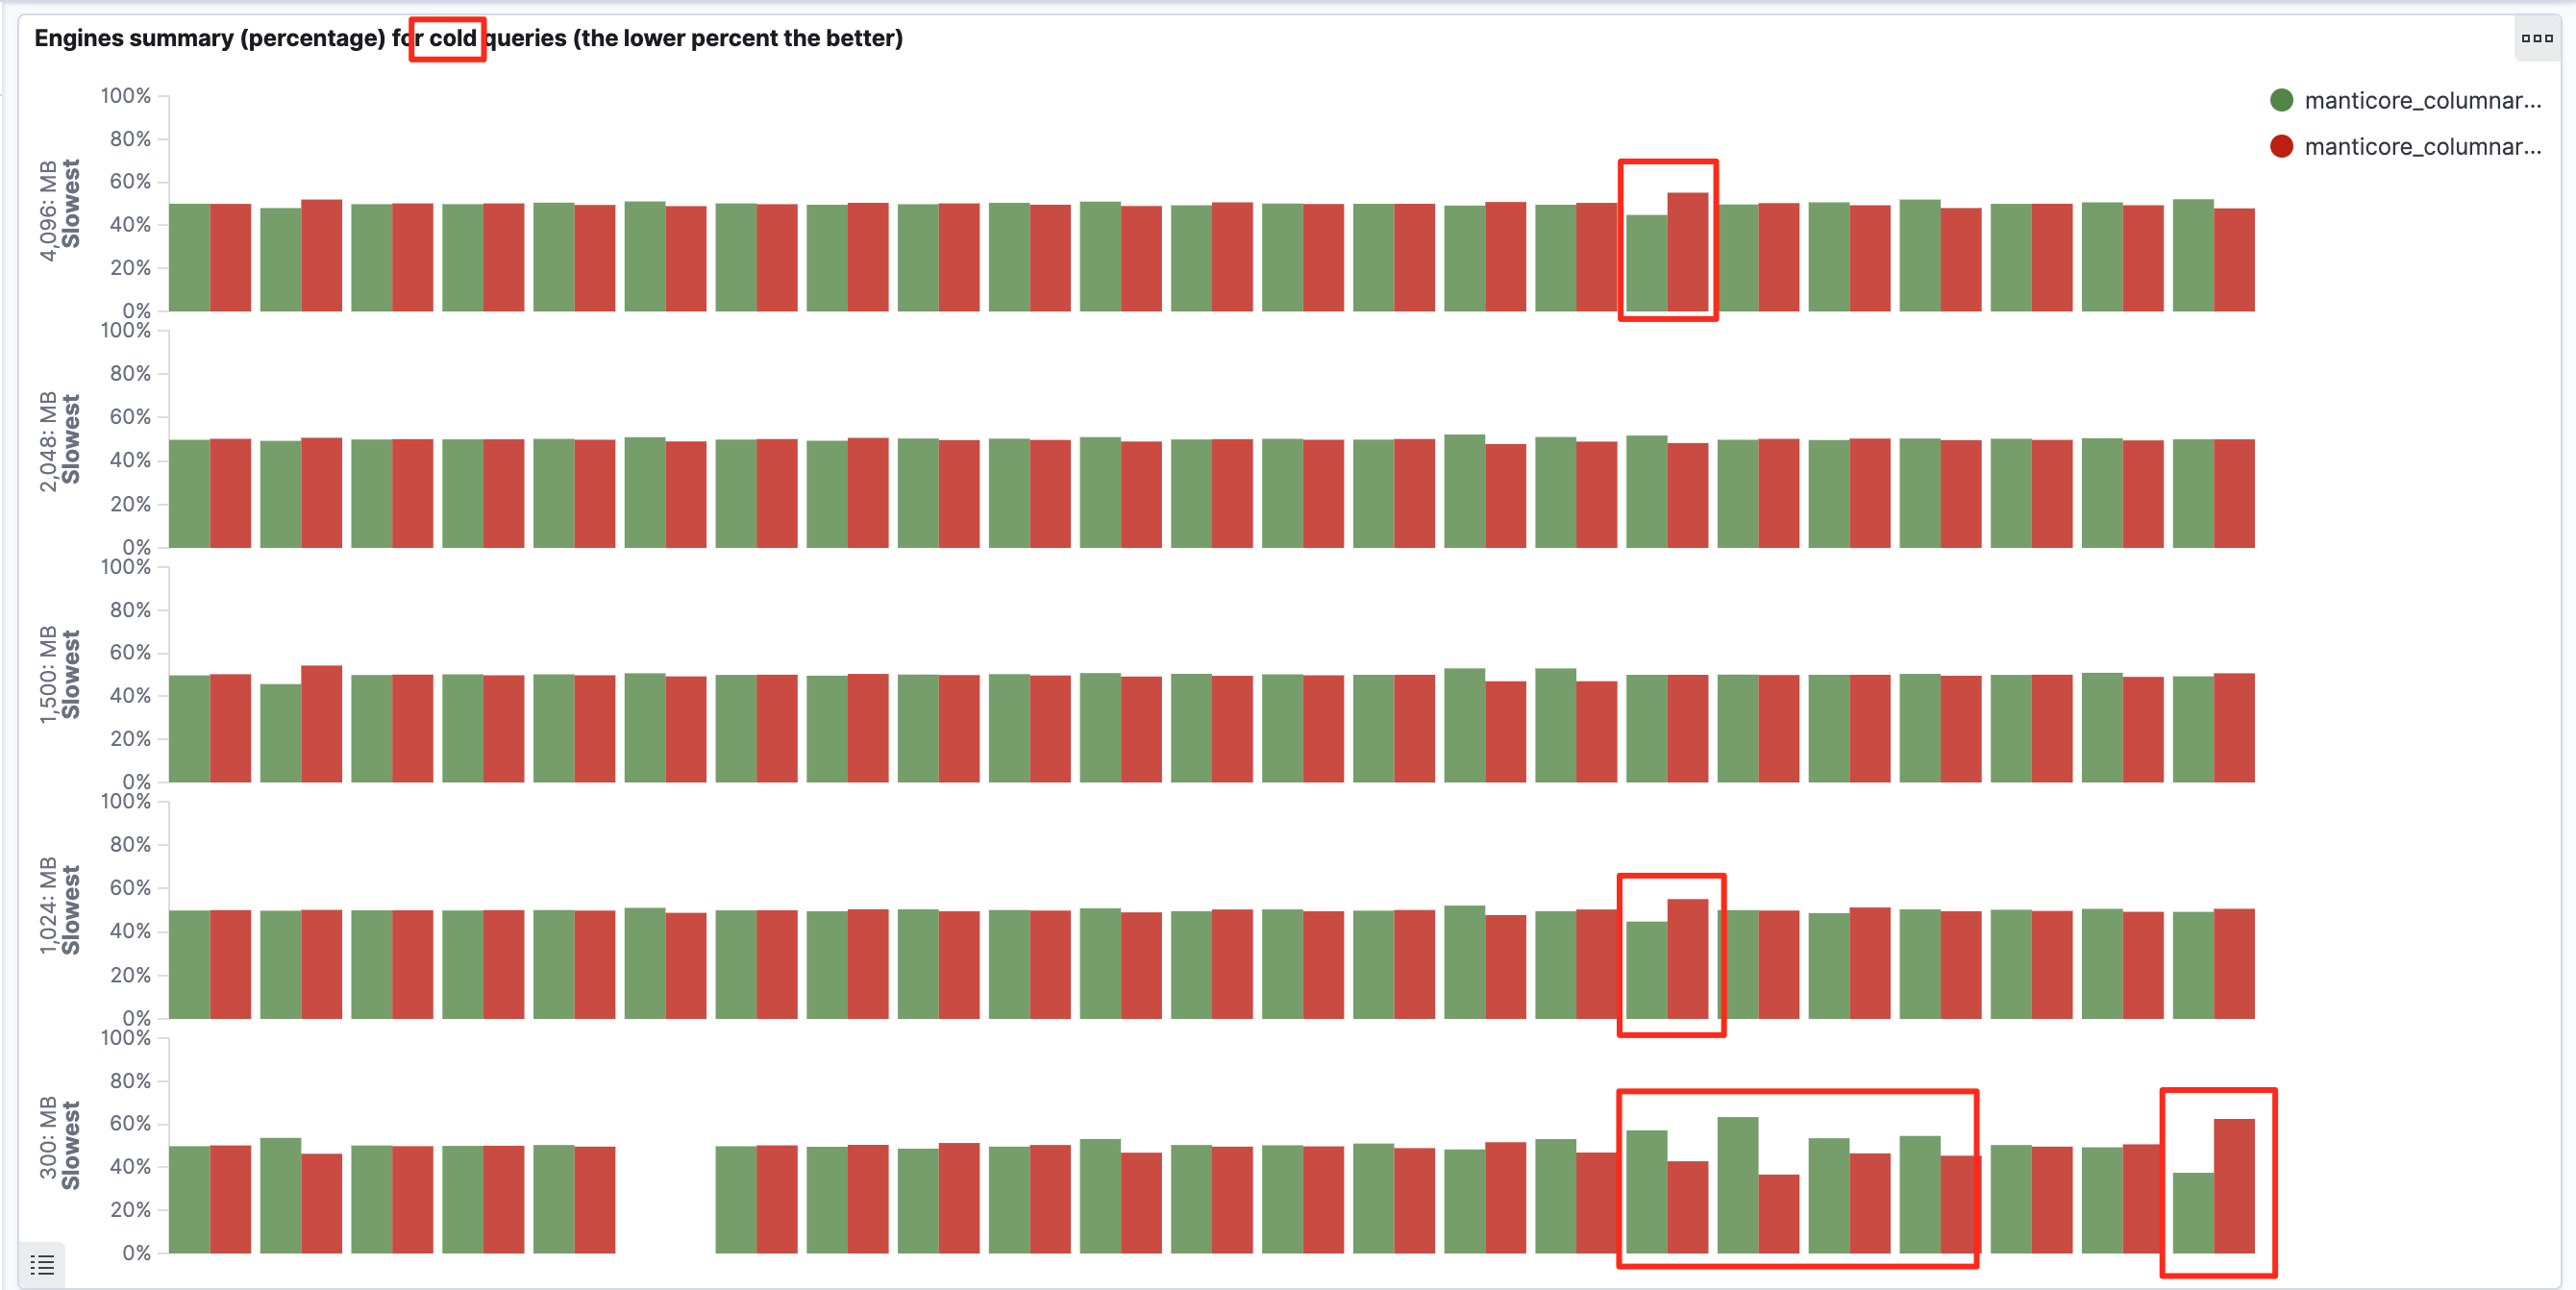 Engines summary (percentage) for cold queries (the lower percent the better)
manticore_columnar...
manticore_columnar...
4,096: MB
Slowest
100%
80%
60%
40%
20%
0%
2,048: MB
Slowest
100%
80%
60%
40%
20%
0%
1,500: MB
Slowest
100%
80%
60%
40%
20%
0%
1,024: MB
Slowest
100%
80%
60%
40%
20%
0%
300: MB
Slowest
100%
80%
60%
40%
20%
0%